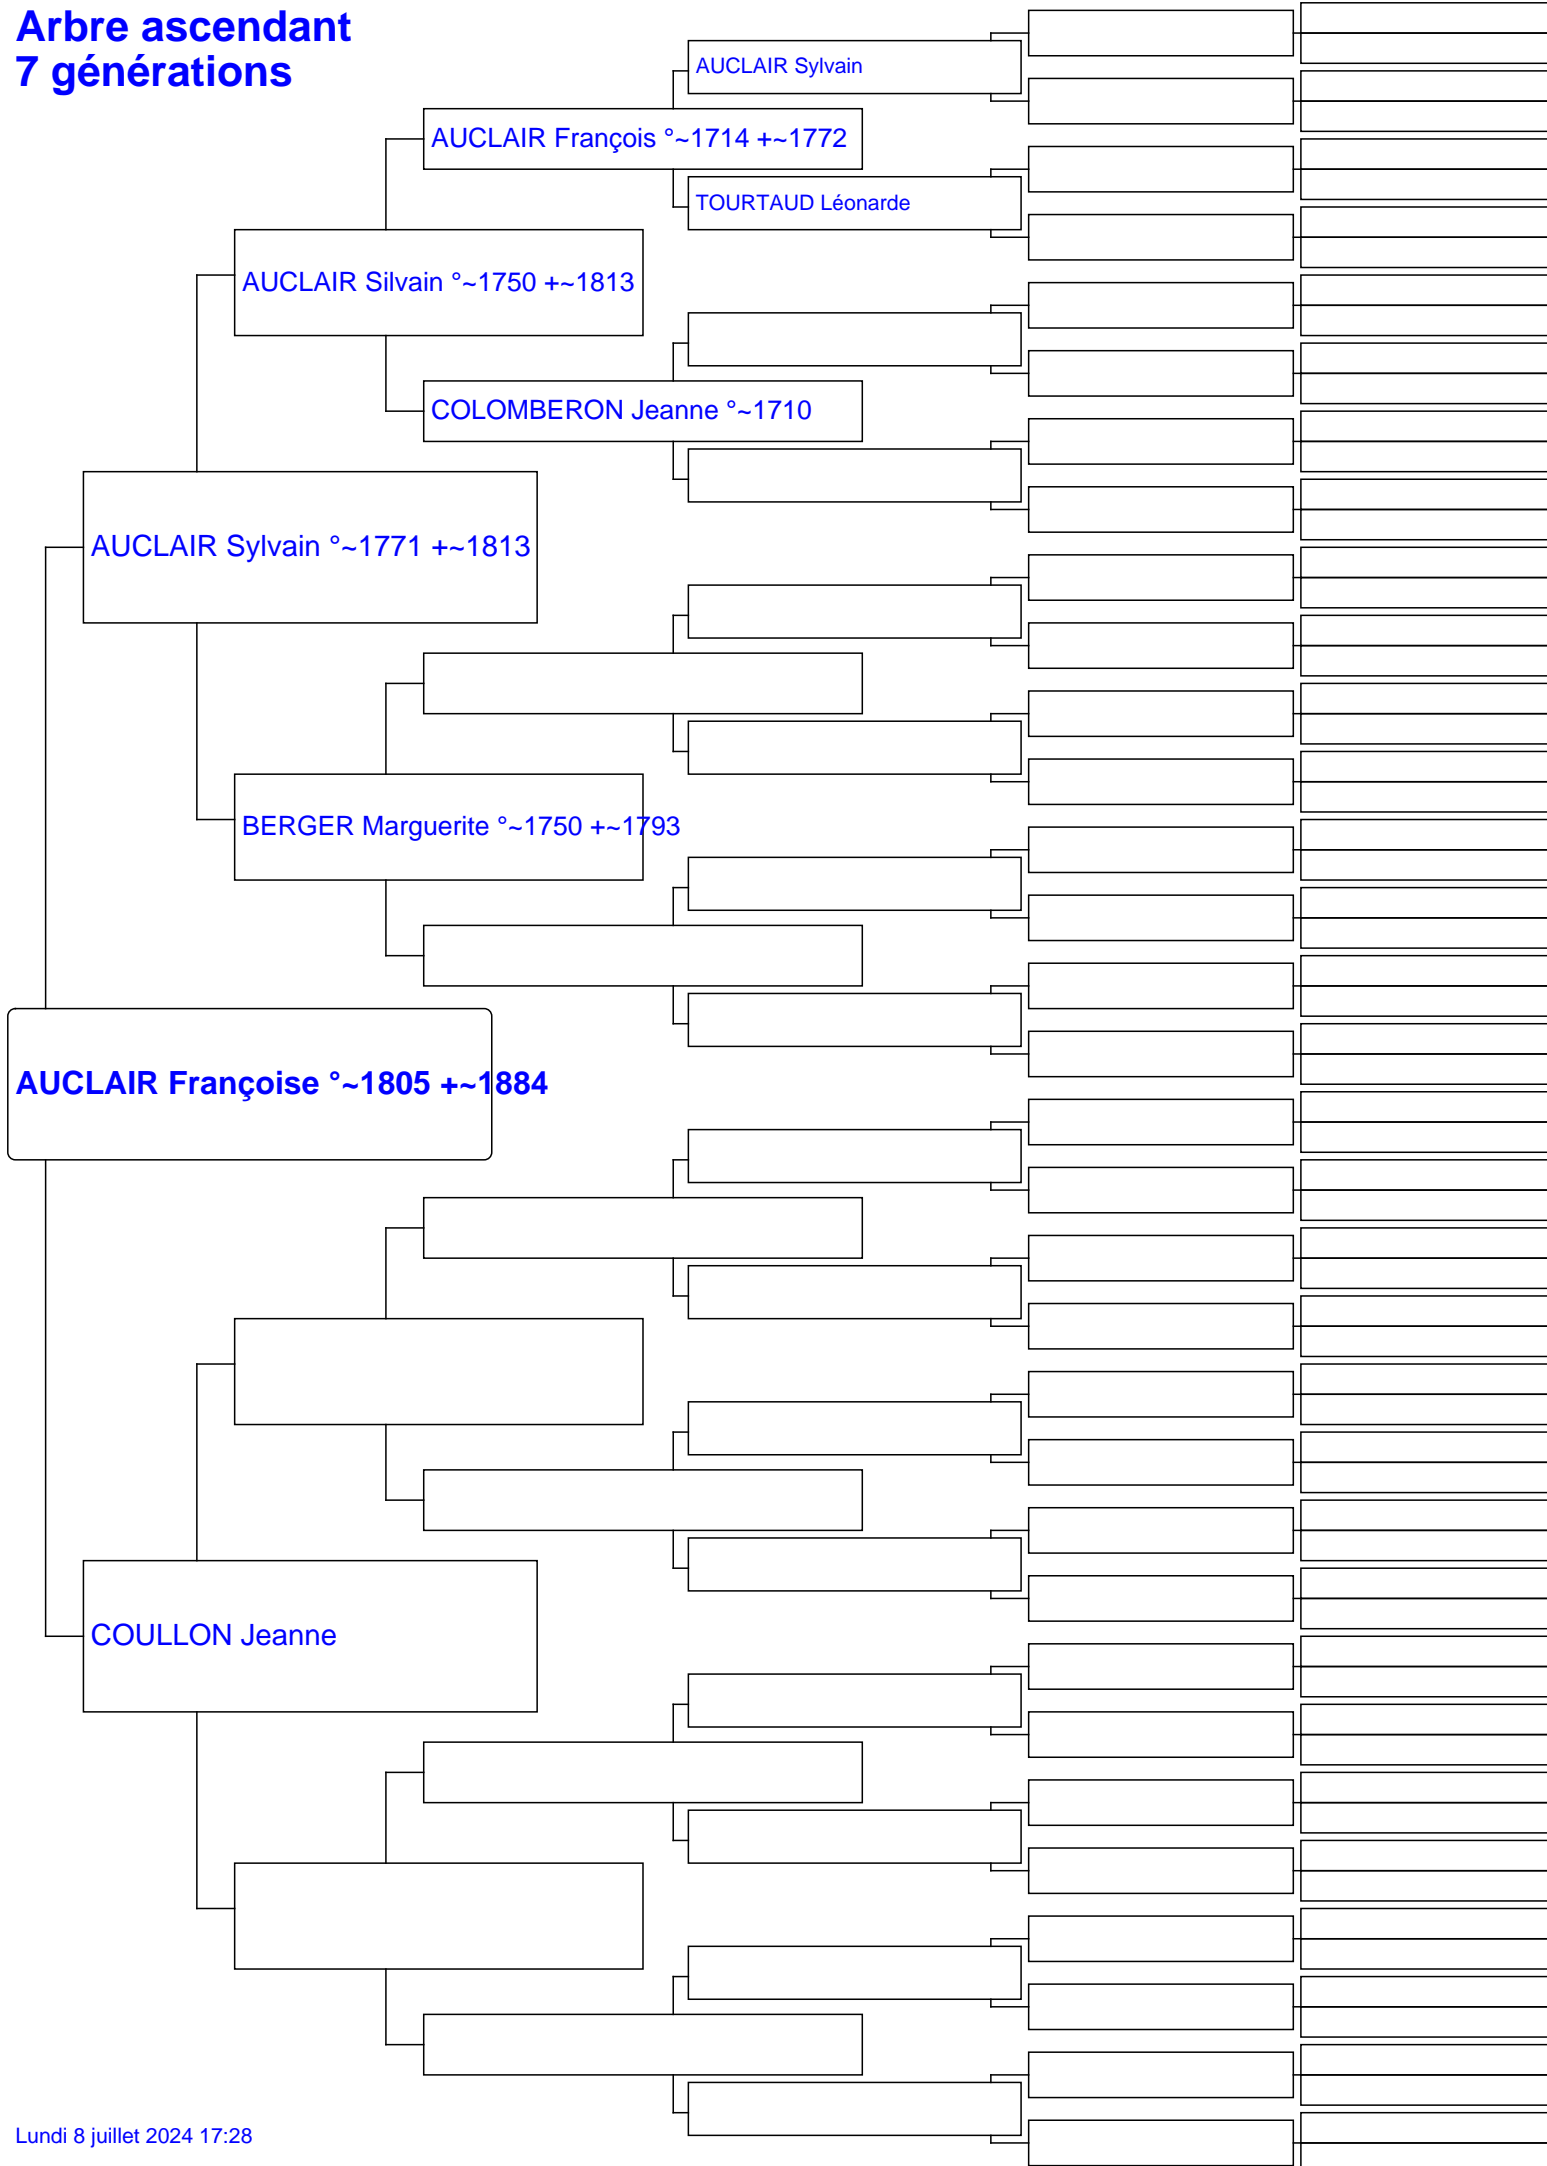 Arbre ascendant
7 générations
AUCLAIR Sylvain
AUCLAIR François °~1714 +~1772
TOURTAUD Léonarde
AUCLAIR Silvain °~1750 +~1813
COLOMBERON Jeanne °~1710
AUCLAIR Sylvain °~1771 +~1813
BERGER Marguerite °~1750 +~1793
AUCLAIR Françoise °~1805 +~1884
COULLON Jeanne
Lundi 8 juillet 2024 17:28